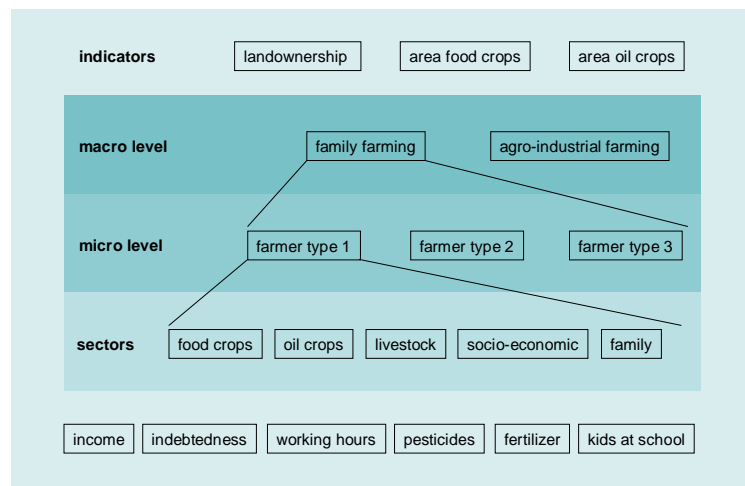 indicators landownership area food crops area oil crops
macro level family farming agro-industrial farming
micro level farmer type 1 farmer type 2 farmer type 3
sectors food crops oil crops livestock socio-economic family
income indebtedness working hours pesticides fertilizer kids at school